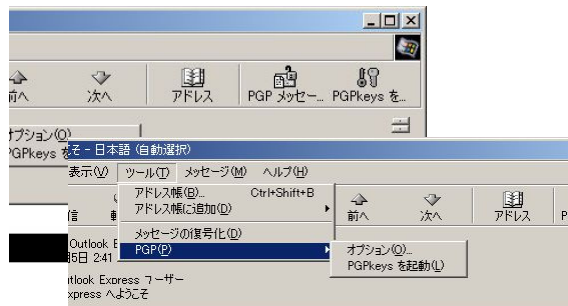 前へ 次へ アドレス PGP メッセー... PGPkeys を...
オプション(O)
PGPkeys を
そ - 日本語 (自動選択)
表示(V) ツール(T) メッセージ(M) ヘルプ(H)
アドレス帳(B)... Ctrl+Shift+B
アドレス帳に追加(D)
前へ 次へ アドレス P
メッセージの復号化(D)
PGP(P)
オプション(O)...
PGPkeys を起動(L)
Outlook E
5日 2:41
utlook Express ユーザー
xpress へようこそ